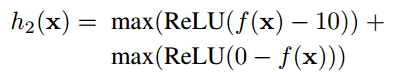 h₂(x) = max(ReLU(f(x) − 10)) +
max(ReLU(0 − f(x)))